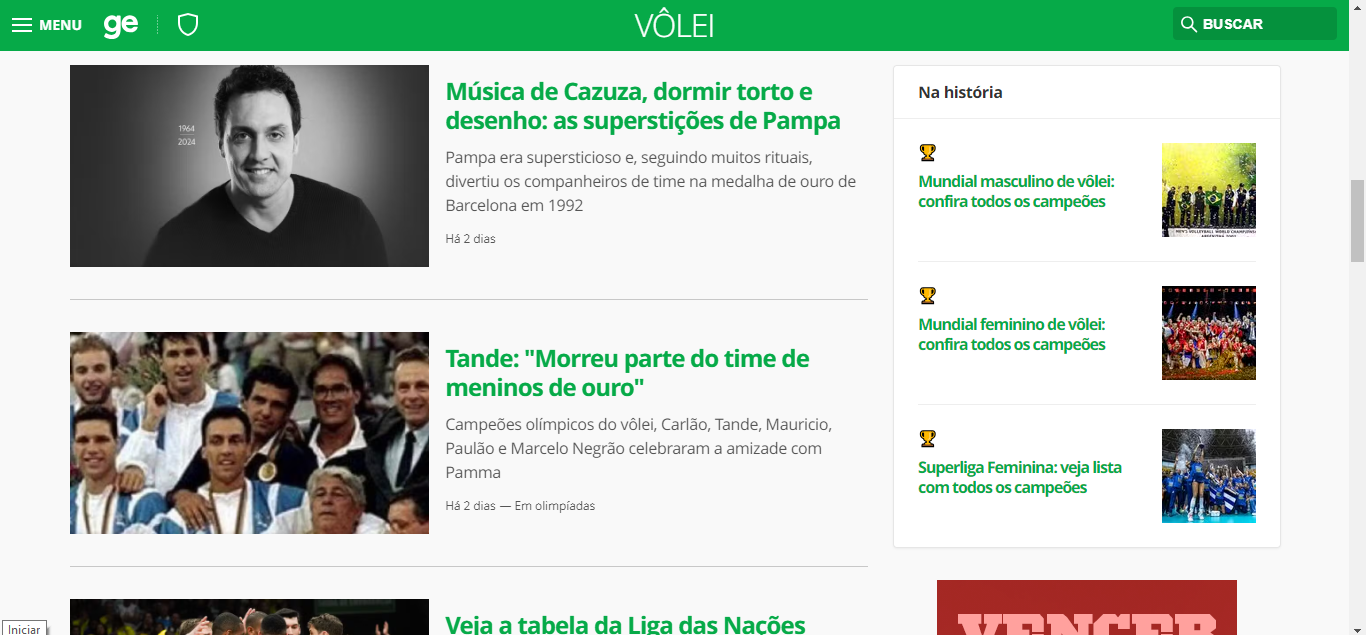 MENU
ge
VÔLEI
BUSCAR
1964
2024
Música de Cazuza, dormir torto e
desenho: as superstições de Pampa
Pampa era supersticioso e, seguindo muitos rituais,
divertiu os companheiros de time na medalha de ouro de
Barcelona em 1992
Há 2 dias
Tande: "Morreu parte do time de
meninos de ouro"
Campeões olímpicos do vôlei, Carlão, Tande, Mauricio,
Paulão e Marcelo Negrão celebraram a amizade com
Pamma
Há 2 dias — Em olimpíadas
Veja a tabela da Liga das Nações
Na história
Mundial masculino de vôlei:
confira todos os campeões
Mundial feminino de vôlei:
confira todos os campeões
Superliga Feminina: veja lista
com todos os campeões
VENCER
Iniciar